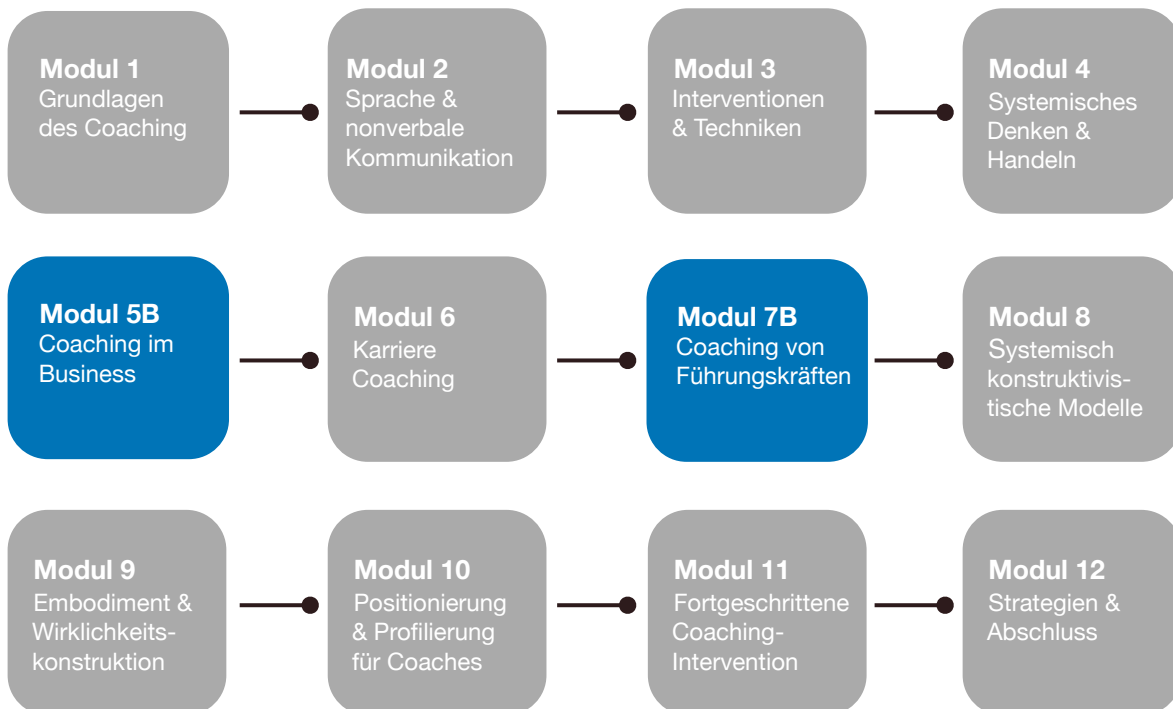 Modul 1
Grundlagen
des Coaching
Modul 2
Sprache &
nonverbale
Kommunikation
Modul 3
Interventionen
& Techniken
Modul 4
Systemisches
Denken &
Handeln
Modul 5B
Coaching im
Business
Modul 6
Karriere
Coaching
Modul 7B
Coaching von
Führungskräften
Modul 8
Systemisch
konstruktivis-
tische Modelle
Modul 9
Embodiment &
Wirklichkeits-
konstruktion
Modul 10
Positionierung
& Profilierung
für Coaches
Modul 11
Fortgeschrittene
Coaching-
Intervention
Modul 12
Strategien &
Abschluss